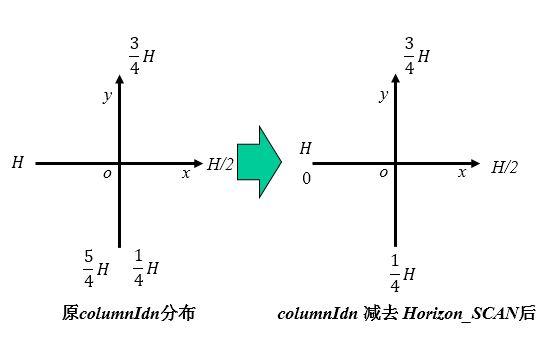 3/4 H
3/4 H
y
y
H
o
x
H/2
H
0
o
x
H/2
5/4 H
1/4 H
1/4 H
原columnIdn分布
columnIdn 减去 Horizon_SCAN后